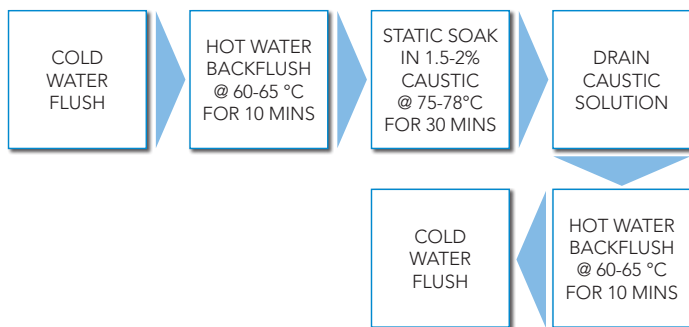 COLD
WATER
FLUSH
HOT WATER
BACKFLUSH
@ 60-65 °C
FOR 10 MINS
STATIC SOAK
IN 1.5-2%
CAUSTIC
@ 75-78°C
FOR 30 MINS
DRAIN
CAUSTIC
SOLUTION
HOT WATER
BACKFLUSH
@ 60-65 °C
FOR 10 MINS
COLD
WATER
FLUSH